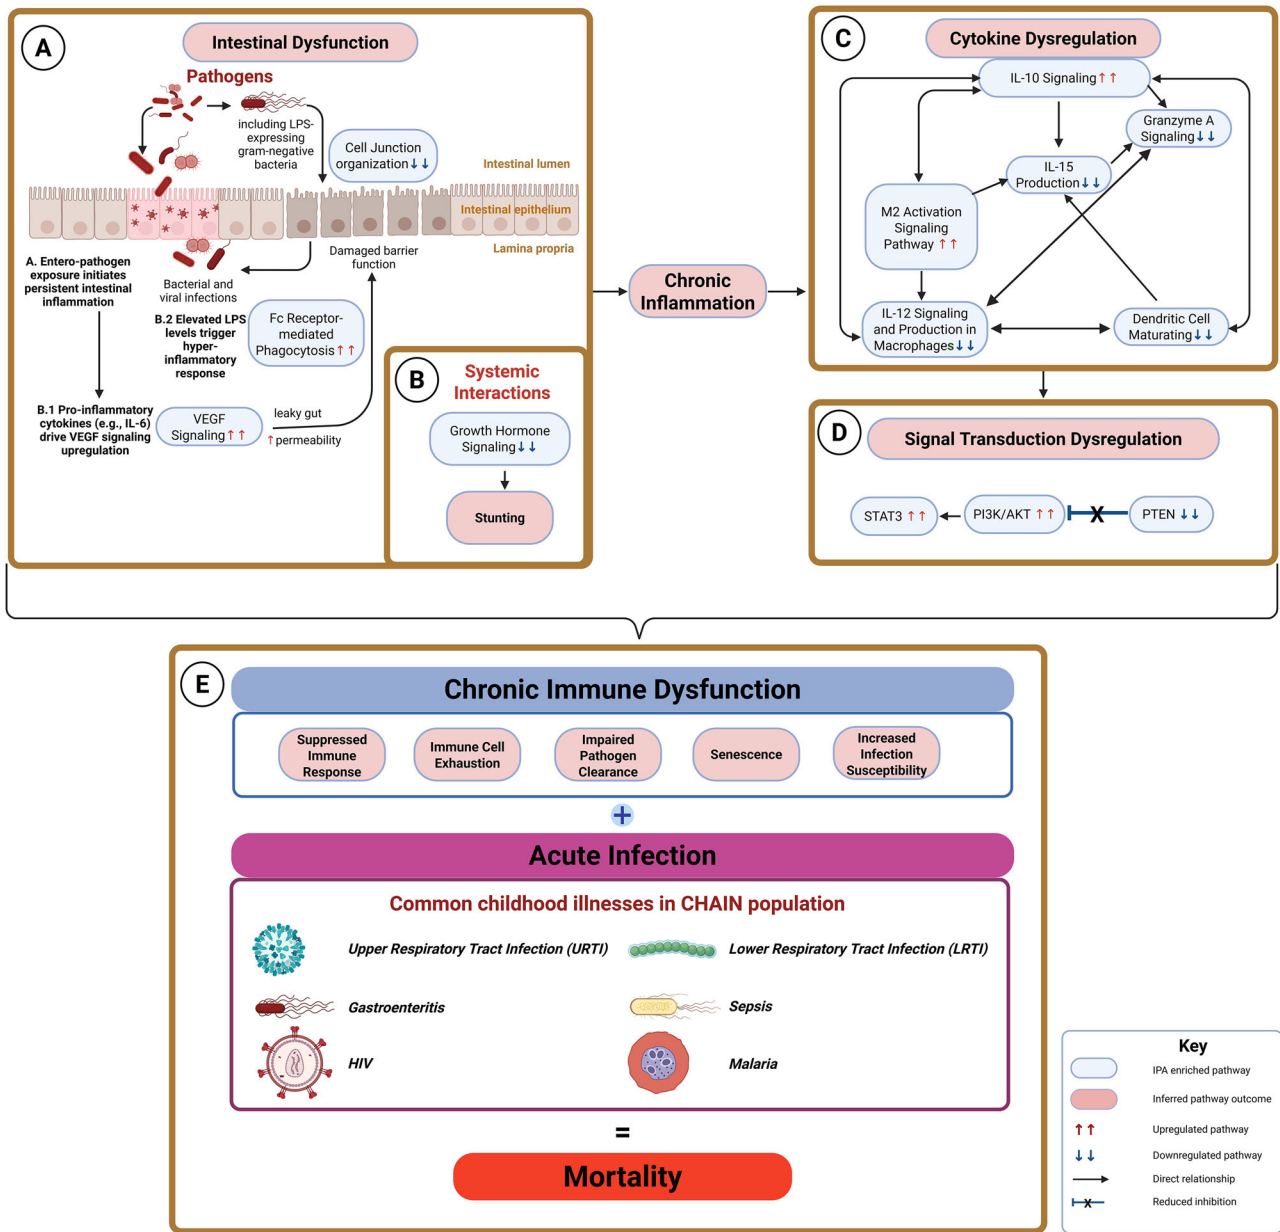 A
Intestinal Dysfunction
Pathogens
including LPS-
expressing
gram-negative
bacteria
Cell Junction
organization↓↓
Intestinal lumen
Intestinal epithelium
Lamina propria
A. Entero-pathogen
exposure initiates
persistent intestinal
inflammation
Bacterial and
viral infections
Damaged barrier
function
B.2 Elevated LPS
levels trigger
hyper-
inflammatory
response
Fc Receptor-
mediated
Phagocytosis↑↑
B.1 Pro-inflammatory
cytokines (e.g., IL-6)
drive VEGF signaling
upregulation
VEGF
Signaling↑↑
leaky gut
↑permeability
B
Systemic
Interactions
Growth Hormone
Signaling↓↓
Stunting
Chronic
Inflammation
C
Cytokine Dysregulation
IL-10 Signaling↑↑
Granzyme A
Signaling↓↓
IL-15
Production↓↓
M2 Activation
Signaling
Pathway ↑↑
IL-12 Signaling
and Production in
Macrophages↓↓
Dendritic Cell
Maturating↓↓
D
Signal Transduction Dysregulation
STAT3 ↑↑
PI3K/AKT ↑↑
X
PTEN ↓↓
E
Chronic Immune Dysfunction
Suppressed
Immune
Response
Immune Cell
Exhaustion
Impaired
Pathogen
Clearance
Senescence
Increased
Infection
Susceptibility
+
Acute Infection
Common childhood illnesses in CHAIN population
Upper Respiratory Tract Infection (URTI)
Lower Respiratory Tract Infection (LRTI)
Gastroenteritis
Sepsis
HIV
Malaria
=
Mortality
Key
IPA enriched pathway
Inferred pathway outcome
↑↑ Upregulated pathway
↓↓ Downregulated pathway
Direct relationship
X Reduced inhibition